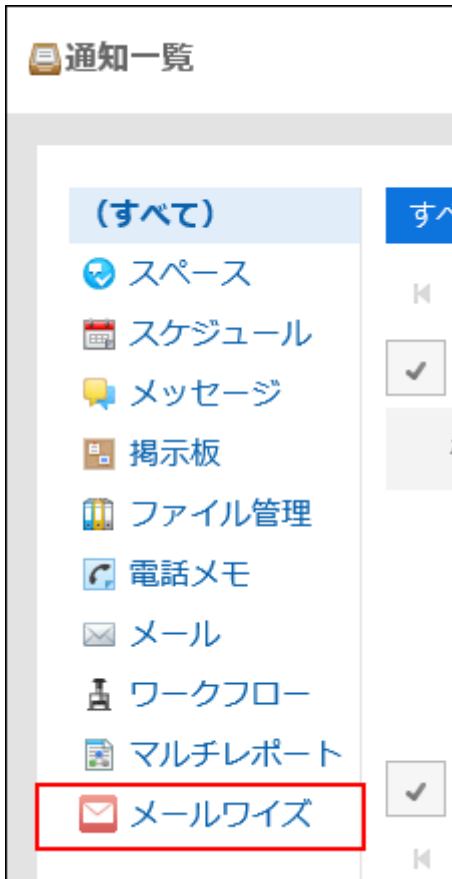 通知一覧
(すべて)
すべ
スペース
スケジュール
メッセージ
掲示板
ファイル管理
電話メモ
メール
ワークフロー
マルチレポート
メールワイズ